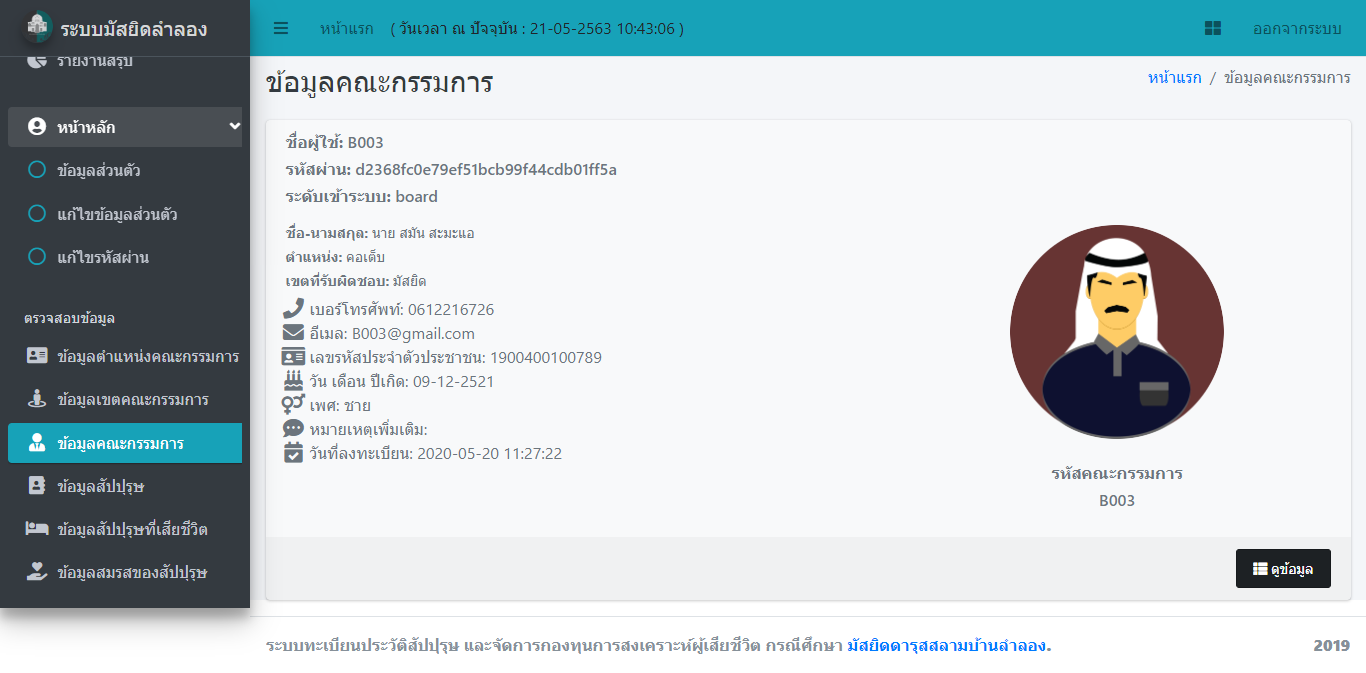 ระบบมัสยิดลำลอง
หน้าแรก ( วันเวลา ณ ปัจจุบัน : 21-05-2563 10:43:06 )
ออกจากระบบ
รายงานสรุป
หน้าหลัก
ข้อมูลส่วนตัว
แก้ไขข้อมูลส่วนตัว
แก้ไขรหัสผ่าน
ตรวจสอบข้อมูล
ข้อมูลตำแหน่งคณะกรรมการ
ข้อมูลเขตคณะกรรมการ
ข้อมูลคณะกรรมการ
ข้อมูลสัปปุรุษ
ข้อมูลสัปปุรุษที่เสียชีวิต
ข้อมูลสมรสของสัปปุรุษ
ข้อมูลคณะกรรมการ
หน้าแรก / ข้อมูลคณะกรรมการ
ชื่อผู้ใช้: B003
รหัสผ่าน: d2368fc0e79ef51bcb99f44cdb01ff5a
ระดับเข้าระบบ: board
ชื่อ-นามสกุล: นาย สมัน สะมะแอ
ตำแหน่ง: คอเต็บ
เขตที่รับผิดชอบ: มัสยิด
เบอร์โทรศัพท์: 0612216726
อีเมล: B003@gmail.com
เลขรหัสประจำตัวประชาชน: 1900400100789
วัน เดือน ปีเกิด: 09-12-2521
เพศ: ชาย
หมายเหตุเพิ่มเติม:
วันที่ลงทะเบียน: 2020-05-20 11:27:22
รหัสคณะกรรมการ
B003
ดูข้อมูล
ระบบทะเบียนประวัติสัปปุรุษ และจัดการกองทุนการสงเคราะห์ผู้เสียชีวิต กรณีศึกษา มัสยิดดารุสสลามบ้านลำลอง.
2019